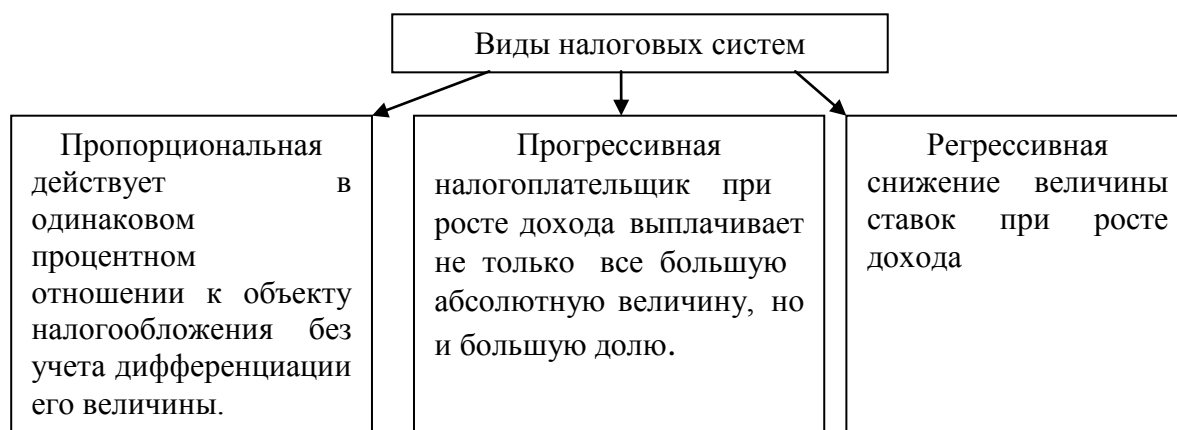 Виды налоговых систем
Пропорциональная
действует в
одинаковом
процентном
отношении к объекту
налогообложения без
учета дифференциации
его величины.
Прогрессивная
налогоплательщик при
росте дохода выплачивает
не только все большую
абсолютную величину, но
и большую долю.
Регрессивная
снижение величины
ставок при росте
дохода